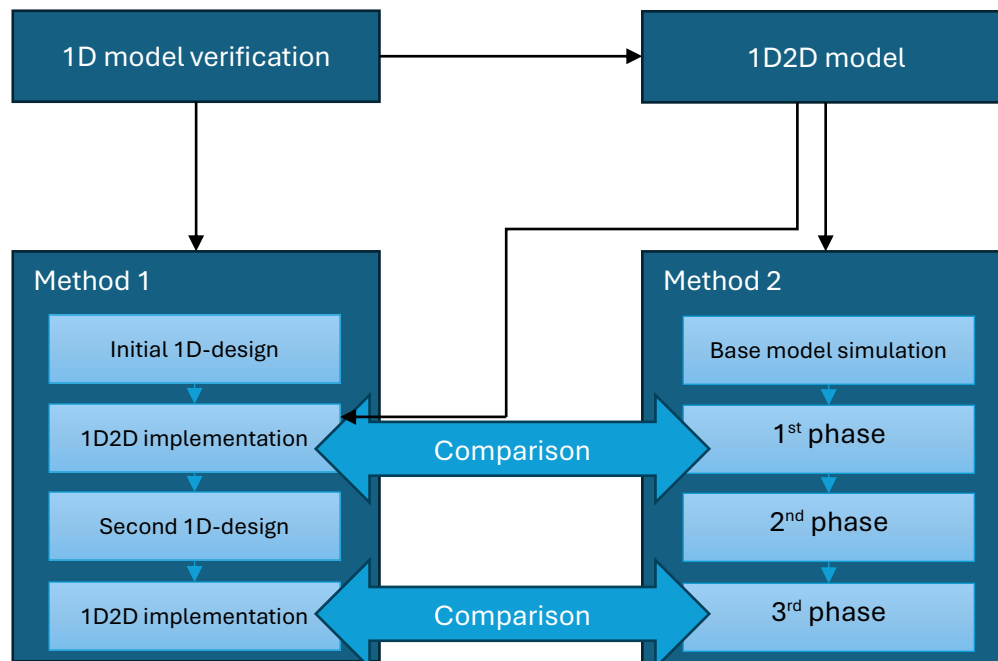 1D model verification
1D2D model
Method 1
Initial 1D-design
1D2D implementation
Second 1D-design
1D2D implementation
Comparison
Comparison
Method 2
Base model simulation
1st phase
2nd phase
3rd phase